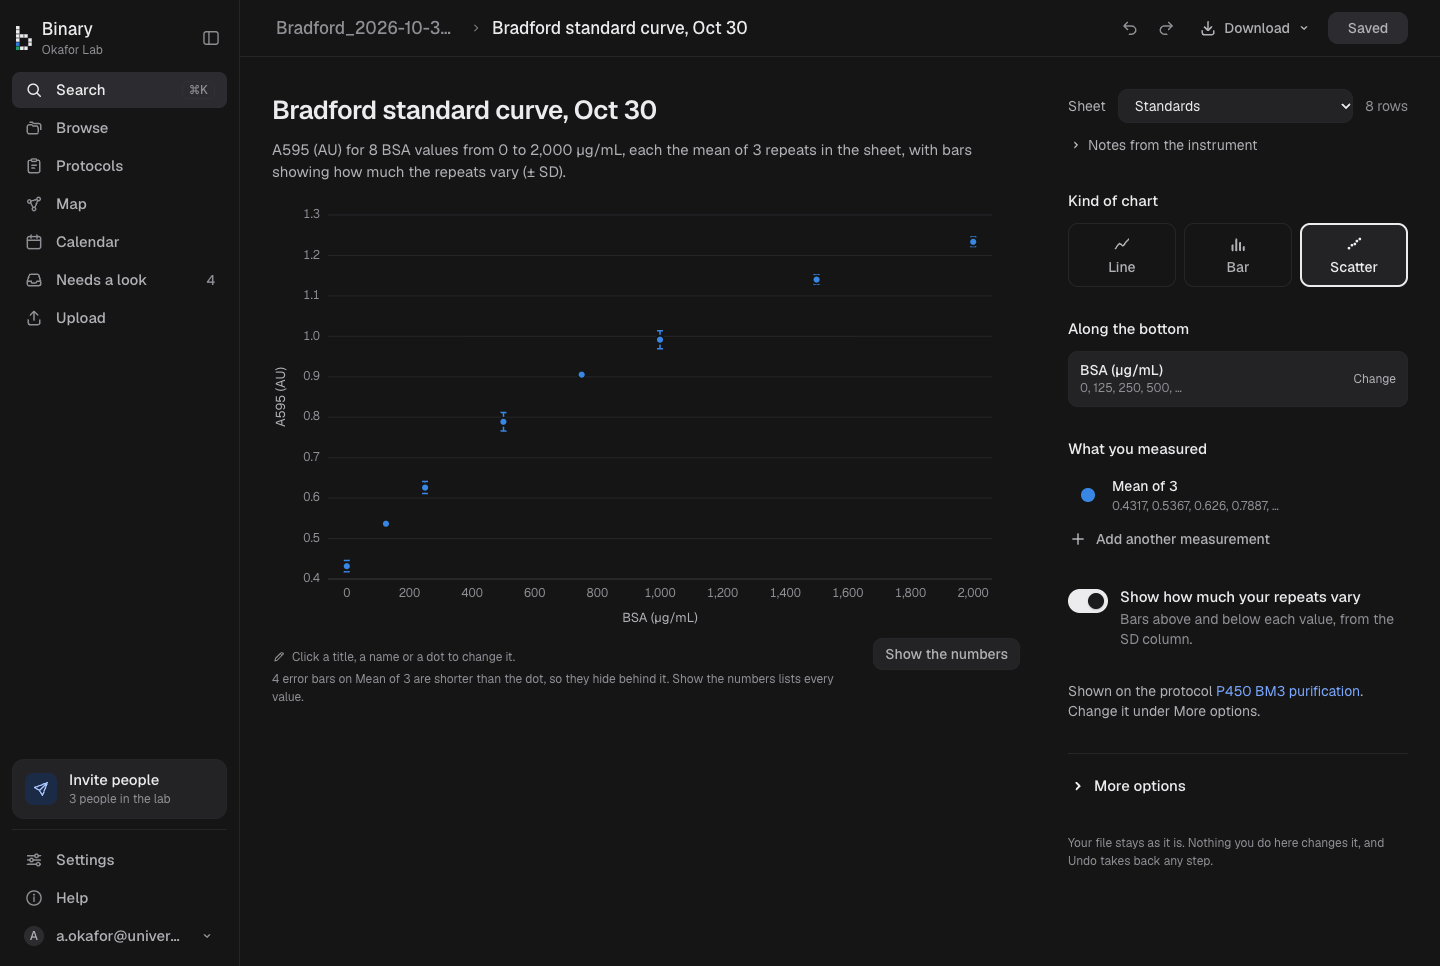 Binary
Okafor Lab
Search ⌘K
Browse
Protocols
Map
Calendar
Needs a look 4
Upload
Invite people
3 people in the lab
Settings
Help
A a.okafor@univer...
Bradford_2026-10-3... › Bradford standard curve, Oct 30
Download
Saved
Bradford standard curve, Oct 30
A595 (AU) for 8 BSA values from 0 to 2,000 µg/mL, each the mean of 3 repeats in the sheet, with bars
showing how much the repeats vary (± SD).
1.3
1.2
1.1
1.0
0.9
0.8
0.7
0.6
0.5
0.4
A595 (AU)
0 200 400 600 800 1,000 1,200 1,400 1,600 1,800 2,000
BSA (µg/mL)
Click a title, a name or a dot to change it.
4 error bars on Mean of 3 are shorter than the dot, so they hide behind it. Show the numbers lists every
value.
Show the numbers
Sheet Standards 8 rows
Notes from the instrument
Kind of chart
Line
Bar
Scatter
Along the bottom
BSA (µg/mL)
0, 125, 250, 500, ...
Change
What you measured
Mean of 3
0.4317, 0.5367, 0.626, 0.7887, ...
Add another measurement
Show how much your repeats vary
Bars above and below each value, from the
SD column.
Shown on the protocol P450 BM3 purification.
Change it under More options.
More options
Your file stays as it is. Nothing you do here changes it, and
Undo takes back any step.